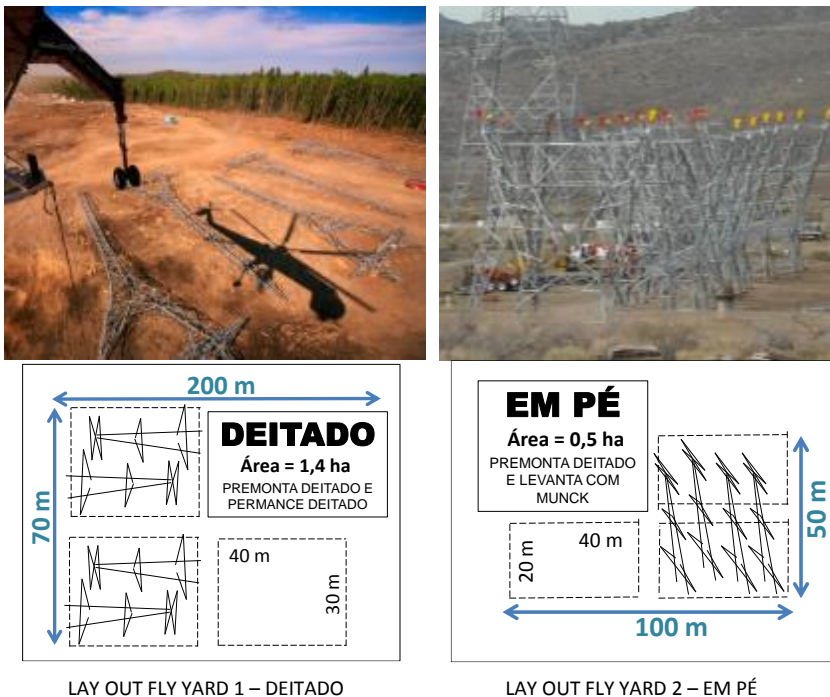 200 m
DEITADO
Área = 1,4 ha
PREMONTA DEITADO E
PERMANCE DEITADO
70 m
40 m
30 m
LAY OUT FLY YARD 1 – DEITADO
EM PÉ
Área = 0,5 ha
PREMONTA DEITADO
E LEVANTA COM
MUNCK
50 m
40 m
20 m
100 m
LAY OUT FLY YARD 2 – EM PÉ